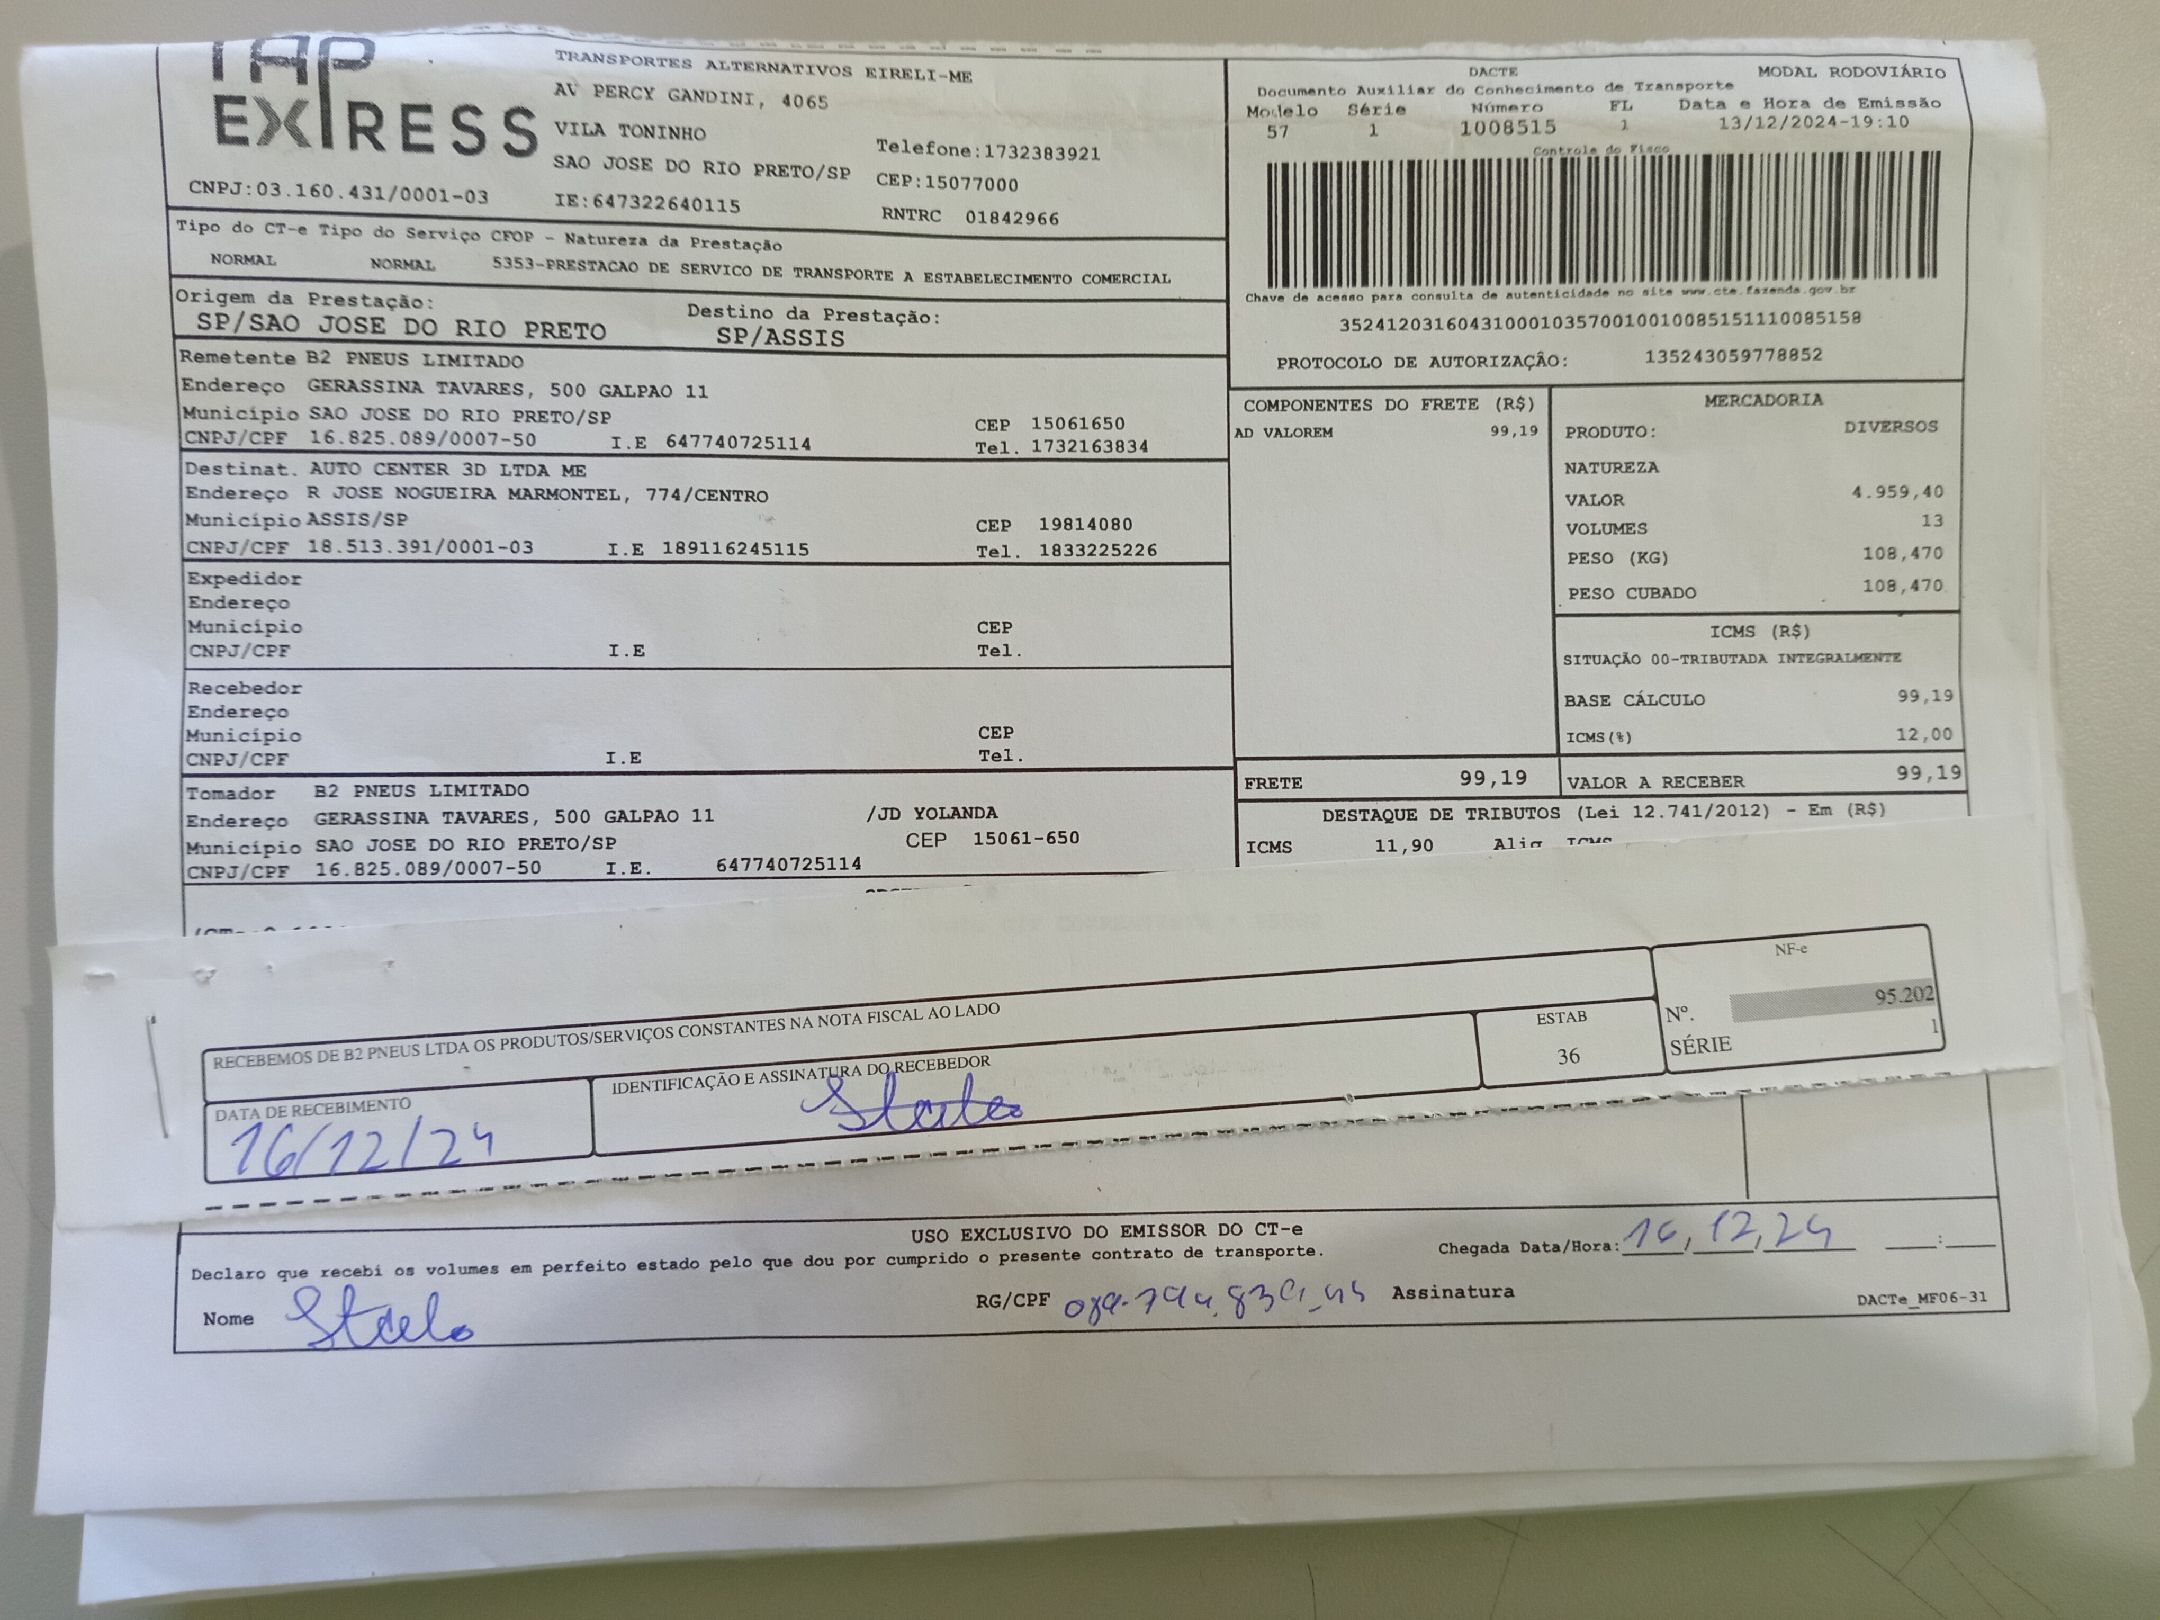 TAP EXPRESS
TRANSPORTES ALTERNATIVOS EIRELI-ME
AV PERCY GANDINI, 4065
VILA TONINHO
Telefone:1732383921
SAO JOSE DO RIO PRETO/SP CEP:15077000
CNPJ:03.160.431/0001-03 IE:647322640115 RNTRC 01842966
Tipo do CT-e Tipo do Serviço CFOP - Natureza da Prestação
NORMAL NORMAL 5353-PRESTACAO DE SERVICO DE TRANSPORTE A ESTABELECIMENTO COMERCIAL
Origem da Prestação: Destino da Prestação:
SP/SAO JOSE DO RIO PRETO SP/ASSIS
Remetente B2 PNEUS LIMITADO
Endereço GERASSINA TAVARES, 500 GALPAO 11
Município SAO JOSE DO RIO PRETO/SP CEP 15061650
CNPJ/CPF 16.825.089/0007-50 I.E 647740725114 Tel. 1732163834
Destinat. AUTO CENTER 3D LTDA ME
Endereço R JOSE NOGUEIRA MARMONTEL, 774/CENTRO
Município ASSIS/SP CEP 19814080
CNPJ/CPF 18.513.391/0001-03 I.E 189116245115 Tel. 1833225226
Expedidor
Endereço
Município CEP
CNPJ/CPF I.E Tel.
Recebedor
Endereço
Município CEP
CNPJ/CPF I.E Tel.
Tomador B2 PNEUS LIMITADO
Endereço GERASSINA TAVARES, 500 GALPAO 11 /JD YOLANDA
Município SAO JOSE DO RIO PRETO/SP CEP 15061-650
CNPJ/CPF 16.825.089/0007-50 I.E. 647740725114
DACTE MODAL RODOVIÁRIO
Documento Auxiliar do Conhecimento de Transporte
Modelo Série Número FL Data e Hora de Emissão
57 1 1008515 1 13/12/2024-19:10
Controle do Fisco
Chave de acesso para consulta de autenticidade no site www.cte.fazenda.gov.br
35241203160431000103570010010085151110085158
PROTOCOLO DE AUTORIZAÇÃO: 135243059778852
COMPONENTES DO FRETE (R$)
AD VALOREM 99,19
MERCADORIA
PRODUTO: DIVERSOS
NATUREZA
VALOR 4.959,40
VOLUMES 13
PESO (KG) 108,470
PESO CUBADO 108,470
ICMS (R$)
SITUAÇÃO 00-TRIBUTADA INTEGRALMENTE
BASE CÁLCULO 99,19
ICMS(%) 12,00
FRETE 99,19 VALOR A RECEBER 99,19
DESTAQUE DE TRIBUTOS (Lei 12.741/2012) - Em (R$)
ICMS 11,90 Aliq ICMS
RECEBEMOS DE B2 PNEUS LTDA OS PRODUTOS/SERVIÇOS CONSTANTES NA NOTA FISCAL AO LADO
DATA DE RECEBIMENTO
16/12/24
IDENTIFICAÇÃO E ASSINATURA DO RECEBEDOR
ESTAB
36
NF-e
Nº. 95.202
SÉRIE 1
USO EXCLUSIVO DO EMISSOR DO CT-e
Declaro que recebi os volumes em perfeito estado pelo que dou por cumprido o presente contrato de transporte.
Chegada Data/Hora: 16/12/24 __:__
Nome RG/CPF Assinatura
DACTe_MF06-31